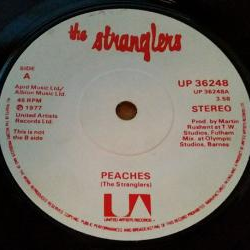 the stranglers
SIDE
A
April Music Ltd/
Albion Music Ltd.
45 RPM
℗ 1977
United Artists
Records Ltd.
This is not
the B side
UP 36248
UP 36248A
3.58
STEREO
Prod. by Martin
Rushent at T.W.
Studios, Fulham
Mix at Olympic
Studios, Barnes
PEACHES
(The Stranglers)
UA
UNITED ARTISTS RECORDS